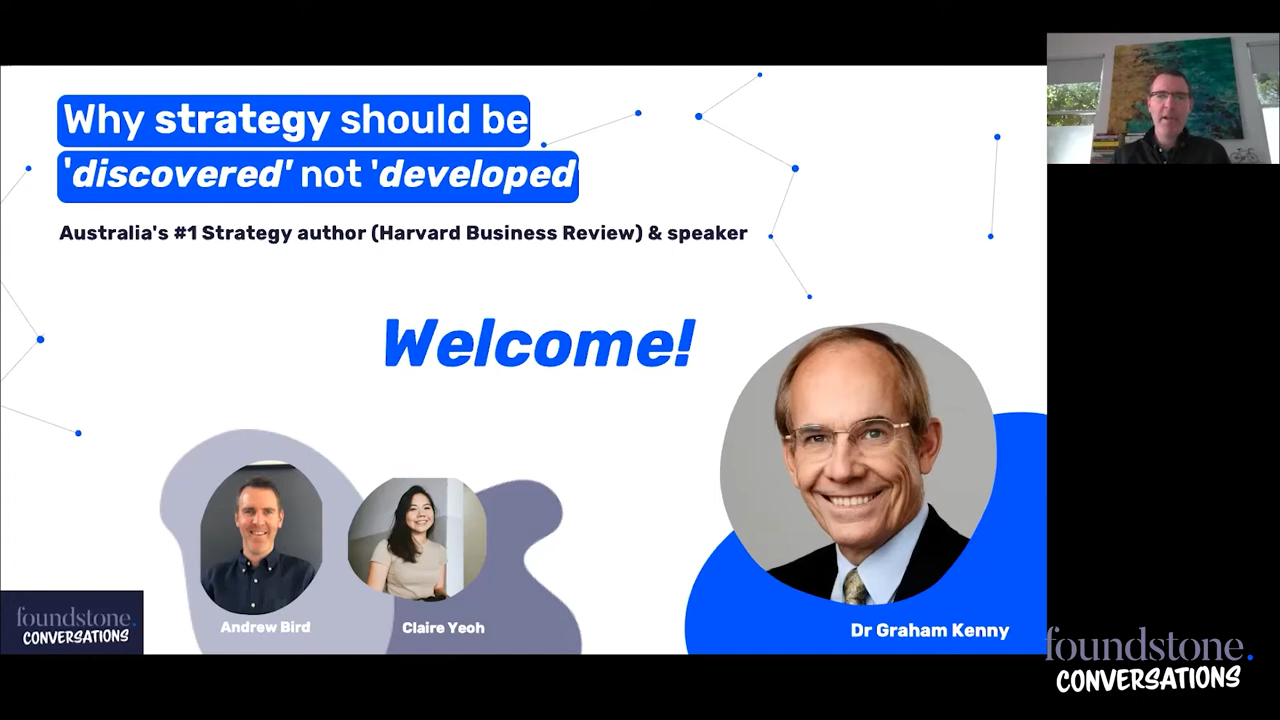 Why strategy should be
'discovered' not 'developed'
Australia's #1 Strategy author (Harvard Business Review) & speaker
Welcome!
Andrew Bird
Claire Yeoh
Dr Graham Kenny
foundstone.
CONVERSATIONS
foundstone.
CONVERSATIONS